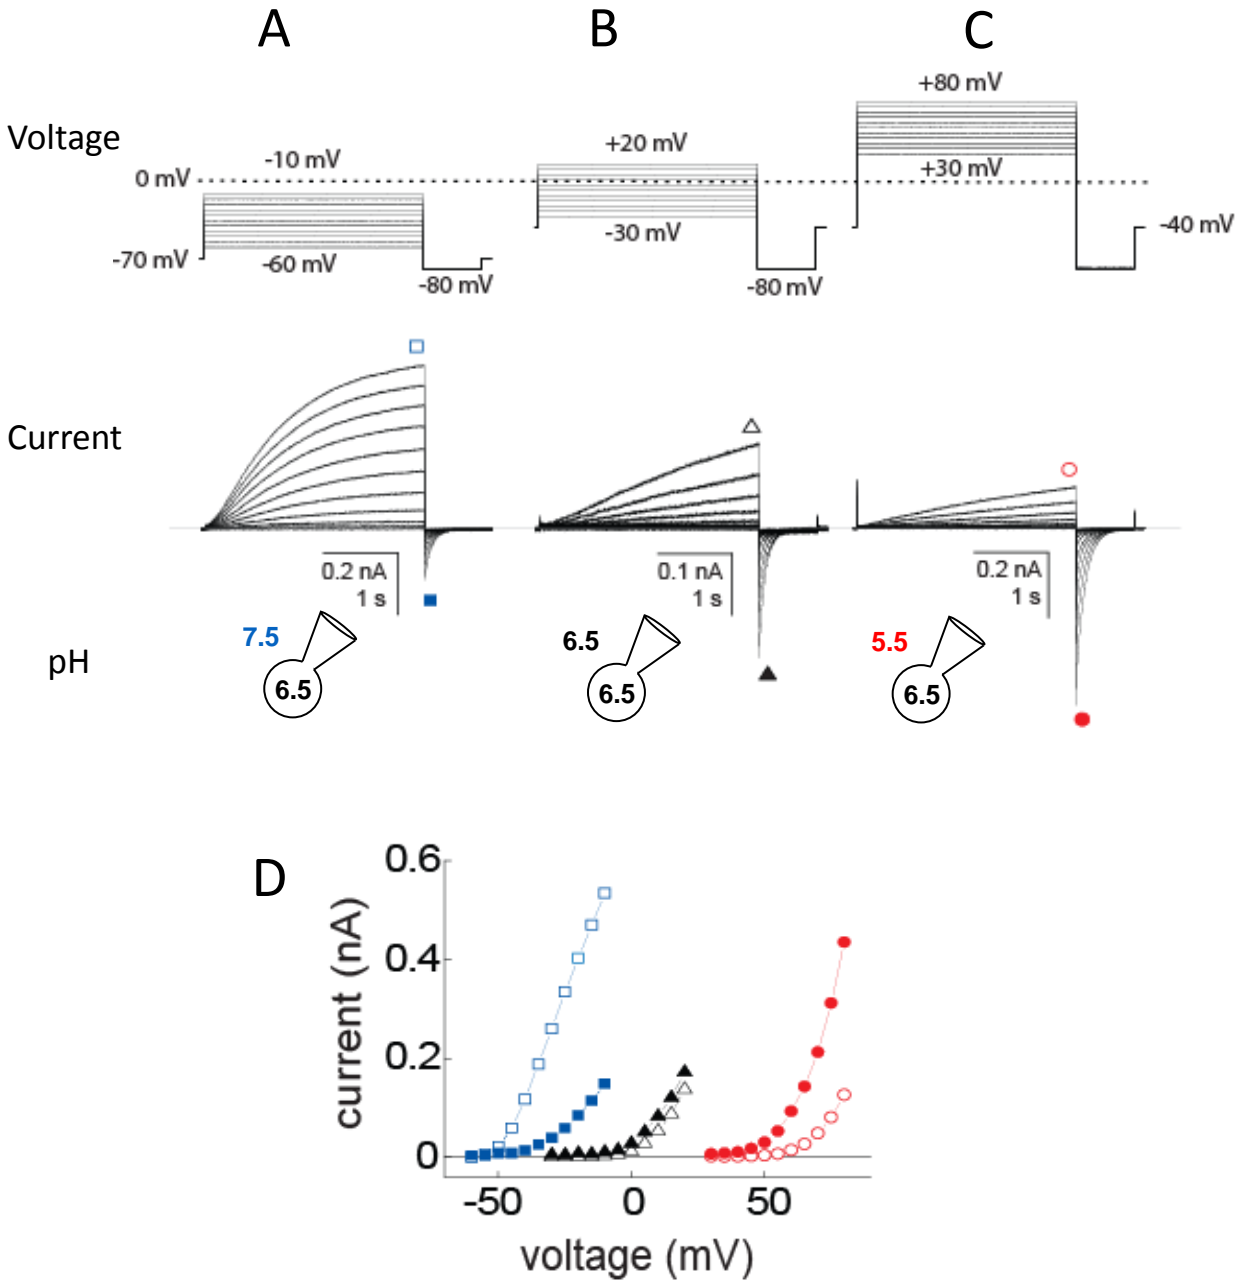 A
B
C
Voltage
-10 mV
+20 mV
+80 mV
0 mV
+30 mV
-70 mV
-60 mV
-80 mV
-30 mV
-80 mV
-40 mV
Current
0.2 nA
1 s
0.1 nA
1 s
0.2 nA
1 s
pH
7.5
6.5
6.5
6.5
5.5
6.5
D
0.6
0.4
0.2
0
current (nA)
-50
0
50
voltage (mV)